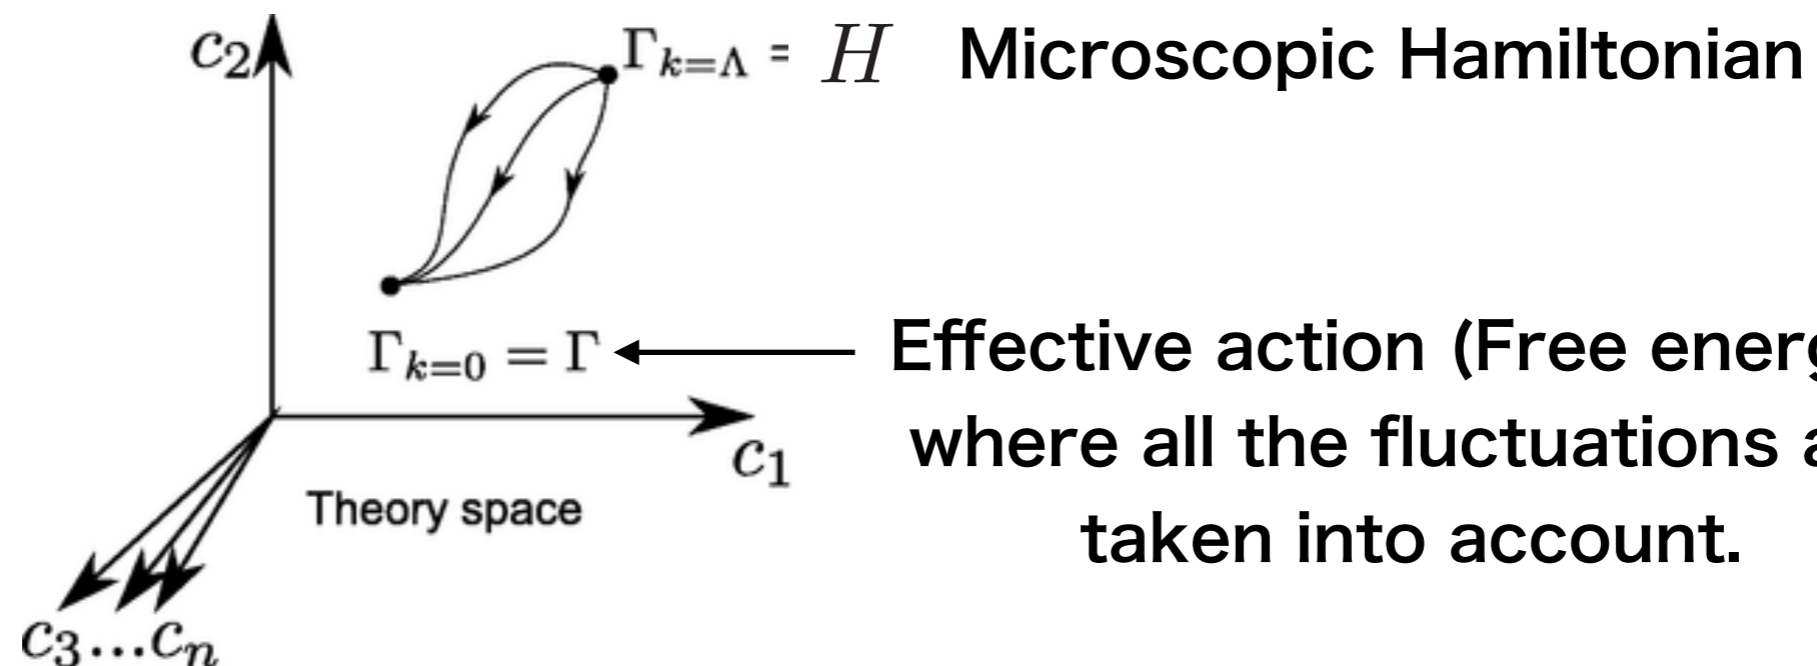 c₂
Γₖ₌Λ = H Microscopic Hamiltonian
Γₖ₌₀ = Γ
Effective action (Free
where all the fluctuations
taken into account.
c₁
Theory space
c₃...cₙ